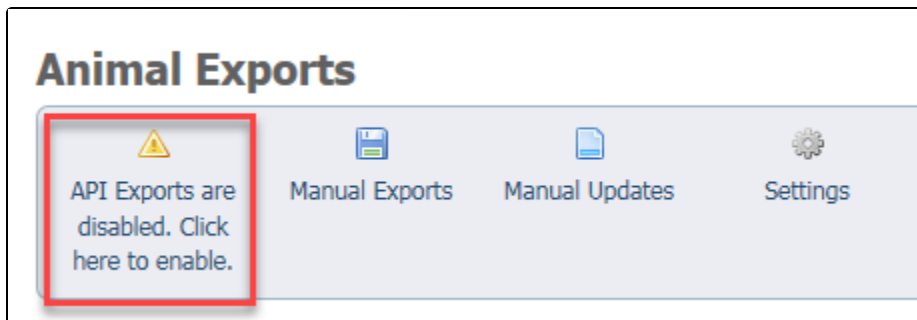 Animal Exports
API Exports are
disabled. Click
here to enable.
Manual Exports
Manual Updates
Settings